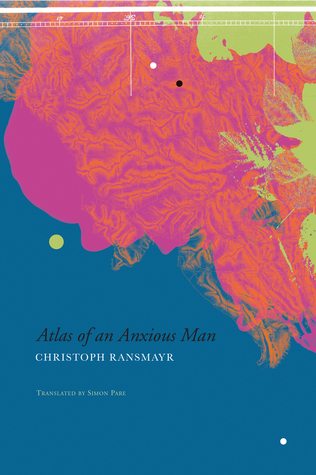 Atlas of an Anxious Man
CHRISTOPH RANSMAYR
TRANSLATED BY SIMON PARE